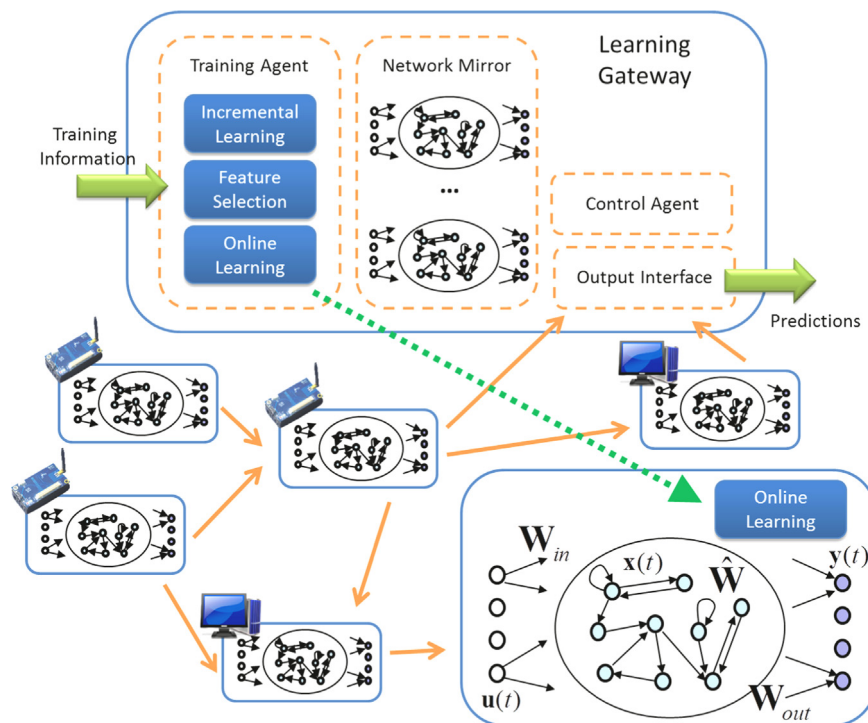 Learning
Gateway
Training Agent
Network Mirror
Incremental
Learning
Training
Information
Feature
Selection
...
Control Agent
Online
Learning
Output Interface
Predictions
Online
Learning
W in
x(t)
Ŵ
y(t)
u(t)
W out